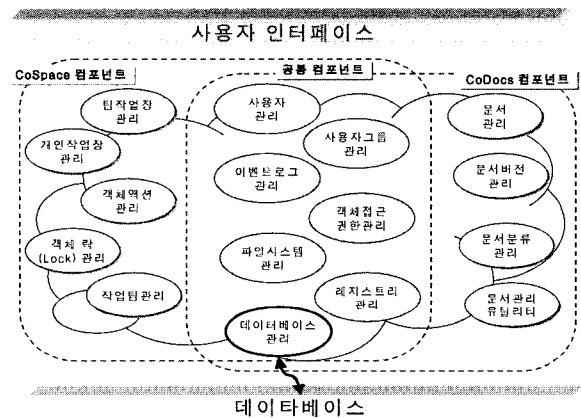 사용자 인터페이스
CoSpace 컴포넌트
공통 컴포넌트
CoDocs 컴포넌트
팀작업장
관리
개인작업장
관리
객체액션
관리
객체 락
(Lock) 관리
작업팀관리
사용자
관리
사용자그룹
관리
이벤트로그
관리
객체접근
권한관리
파일시스템
관리
레지스트리
관리
데이터베이스
관리
문서
관리
문서버전
관리
문서분류
관리
문서관리
유틸리티
데이타베이스